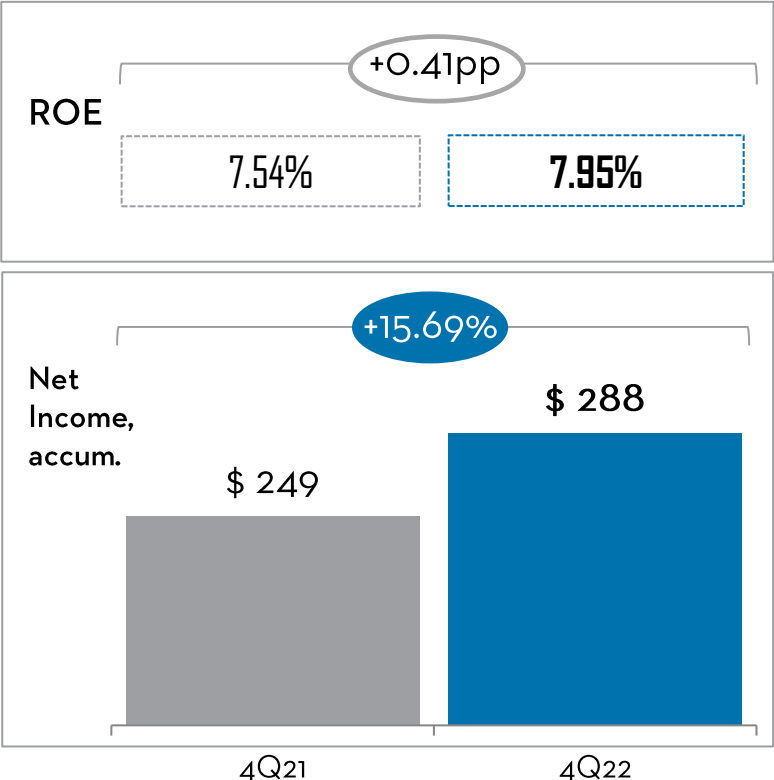 +0.41pp
ROE
7.54%
7.95%
+15.69%
Net
Income,
accum.
$ 288
$ 249
4Q21
4Q22